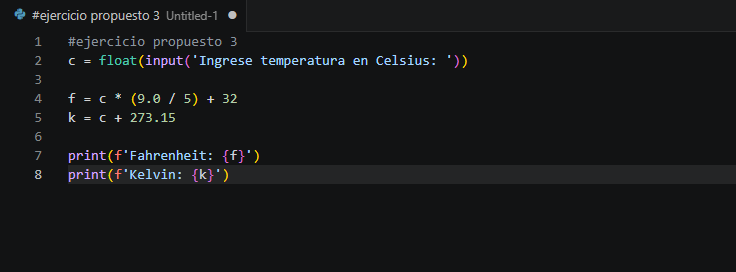 #ejercicio propuesto 3 Untitled-1
1 #ejercicio propuesto 3
2 c = float(input('Ingrese temperatura en Celsius: '))
3
4 f = c * (9.0 / 5) + 32
5 k = c + 273.15
6
7 print(f'Fahrenheit: {f}')
8 print(f'Kelvin: {k}')